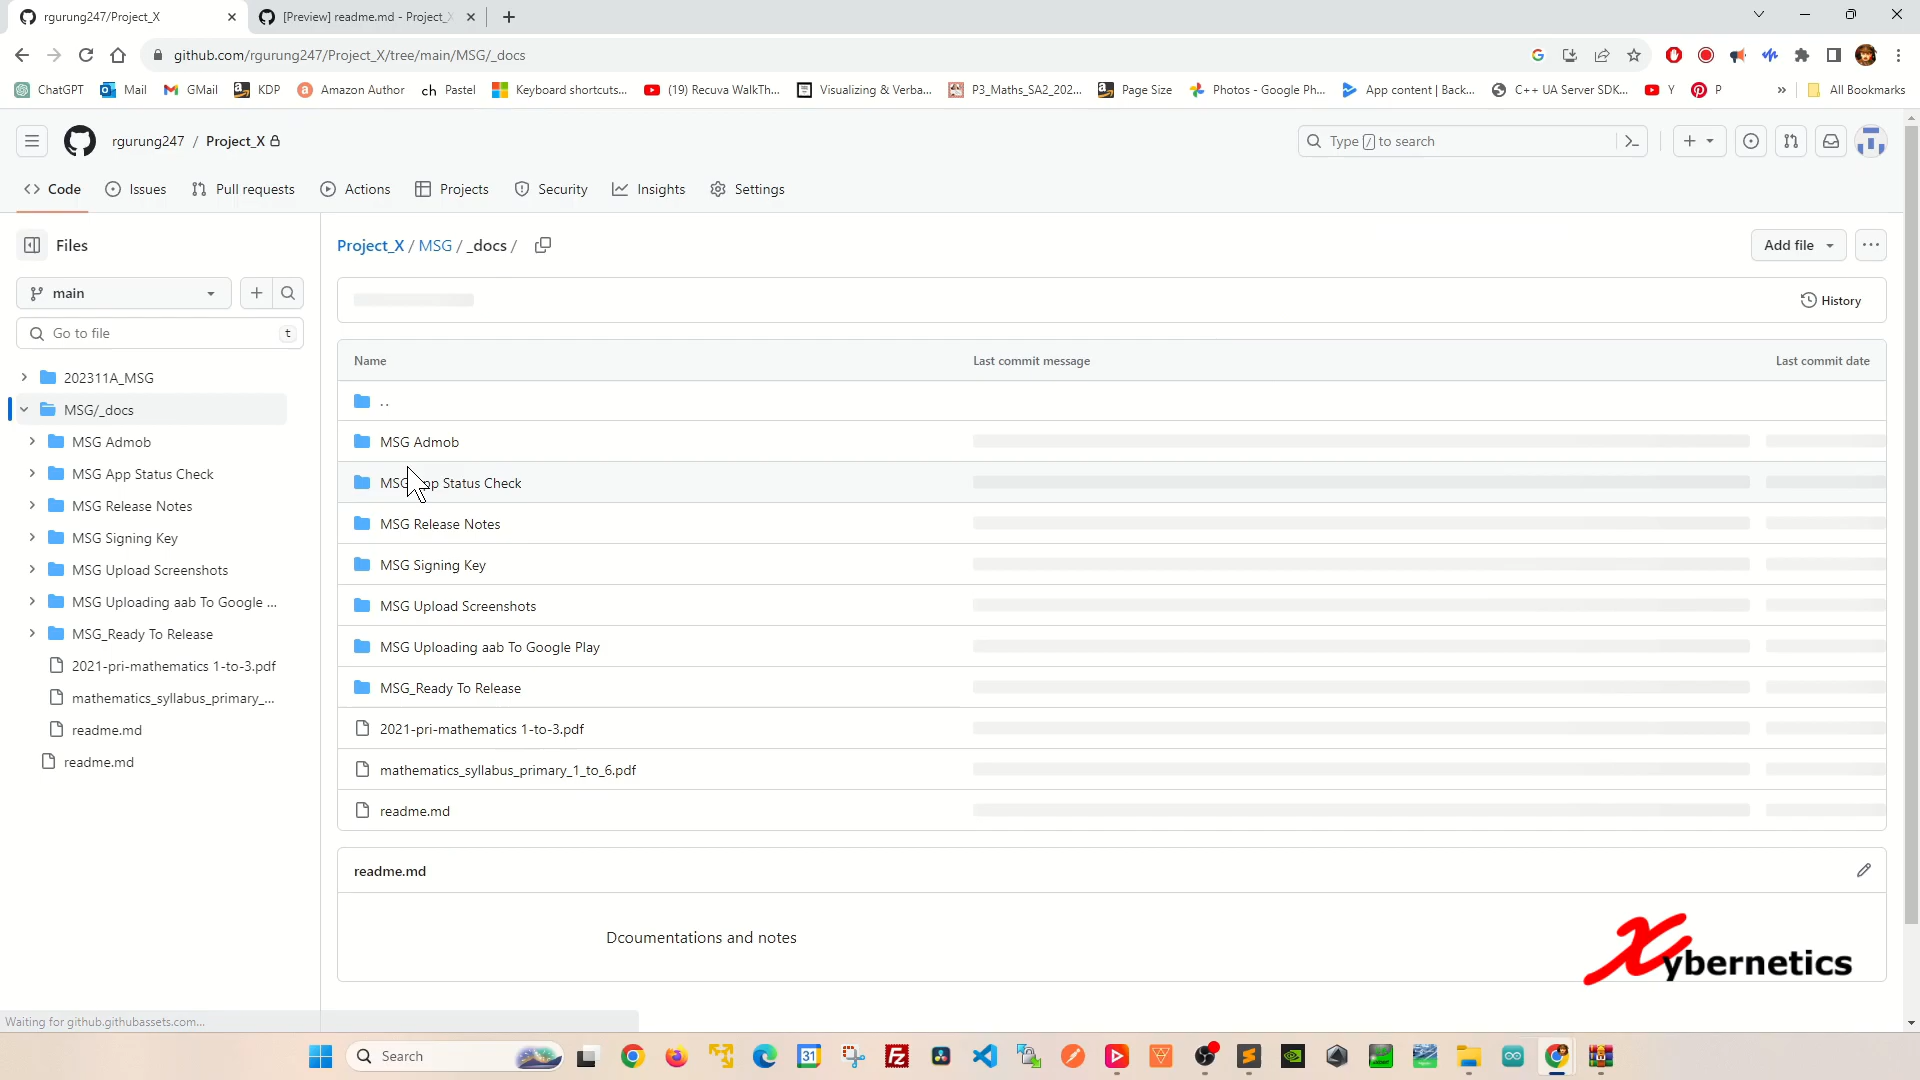 rgurung247/Project_X
[Preview] readme.md - Project_X
github.com/rgurung247/Project_X/tree/main/MSG/_docs
ChatGPT Mail GMail KDP Amazon Author Pastel Keyboard shortcuts... (19) Recuva WalkTh... Visualizing & Verba... P3_Maths_SA2_202... Page Size Photos - Google Ph... App content | Back... C++ UA Server SDK... Y P » All Bookmarks
rgurung247 / Project_X
Type / to search
Code Issues Pull requests Actions Projects Security Insights Settings
Files
main
Go to file t
202311A_MSG
MSG/_docs
MSG Admob
MSG App Status Check
MSG Release Notes
MSG Signing Key
MSG Upload Screenshots
MSG Uploading aab To Google ...
MSG_Ready To Release
2021-pri-mathematics 1-to-3.pdf
mathematics_syllabus_primary_...
readme.md
readme.md
Project_X / MSG / _docs /
Add file
History
Name Last commit message Last commit date
..
MSG Admob
MSG App Status Check
MSG Release Notes
MSG Signing Key
MSG Upload Screenshots
MSG Uploading aab To Google Play
MSG_Ready To Release
2021-pri-mathematics 1-to-3.pdf
mathematics_syllabus_primary_1_to_6.pdf
readme.md
readme.md
Dcoumentations and notes
Xybernetics
Waiting for github.githubassets.com...
Search
31